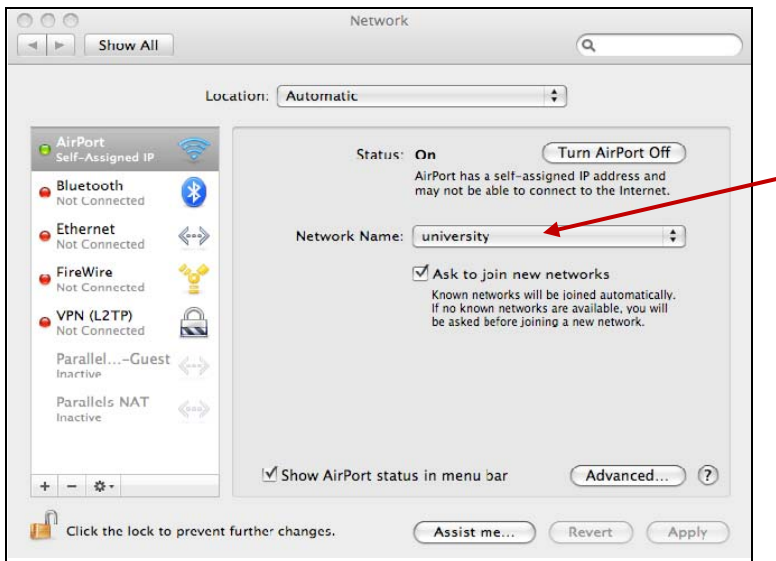 Network
Show All
Location: Automatic
AirPort
Self-Assigned IP
Bluetooth
Not Connected
Ethernet
Not Connected
FireWire
Not Connected
VPN (L2TP)
Not Connected
Parallel...-Guest
Inactive
Parallels NAT
Inactive
+ −
Status: On
Turn AirPort Off
AirPort has a self-assigned IP address and
may not be able to connect to the Internet.
Network Name: university
Ask to join new networks
Known networks will be joined automatically.
If no known networks are available, you will
be asked before joining a new network.
Show AirPort status in menu bar
Advanced... ?
Click the lock to prevent further changes.
Assist me... Revert Apply